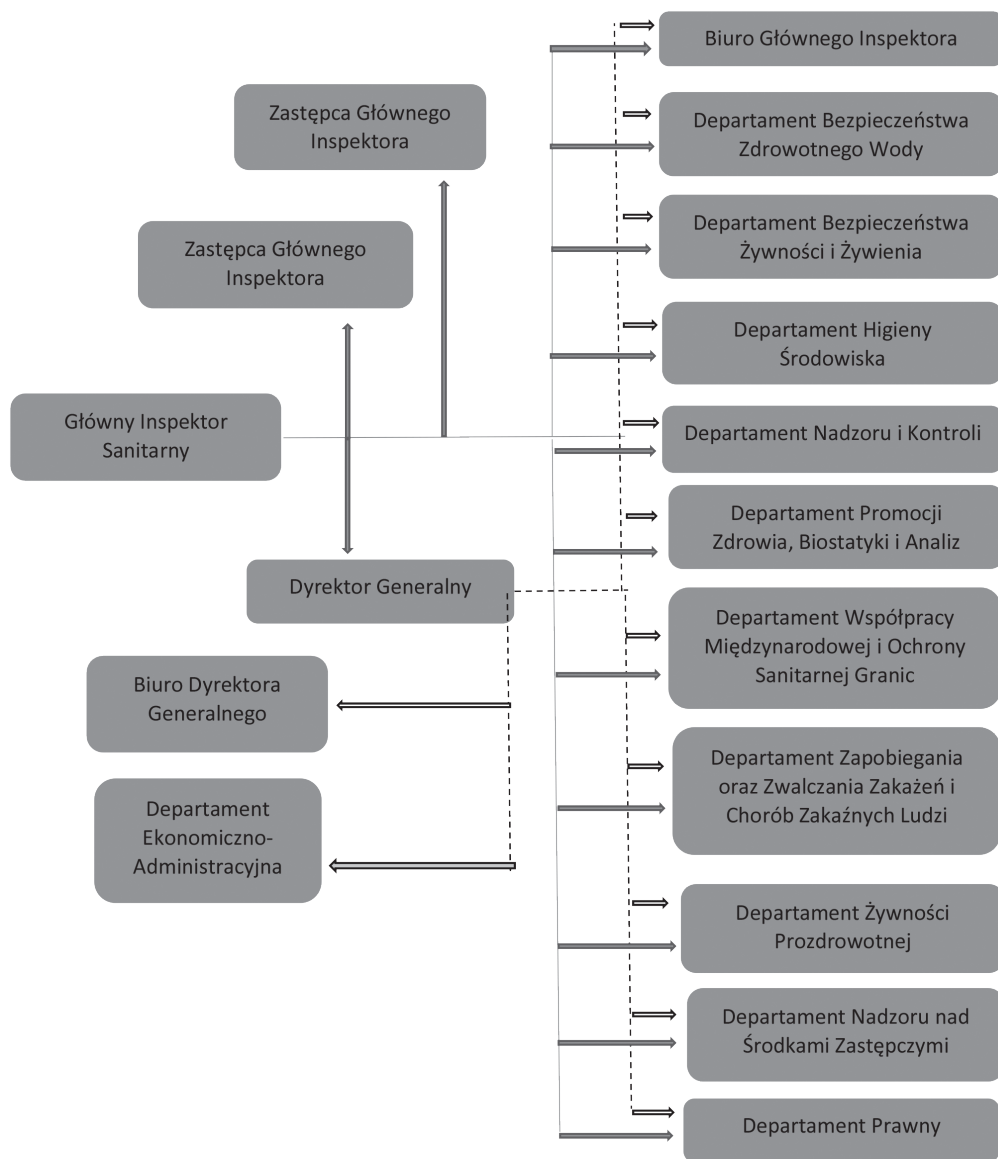 Biuro Głównego Inspektora
Zastępca Głównego
Inspektora
Departament Bezpieczeństwa
Zdrowotnego Wody
Zastępca Głównego
Inspektora
Departament Bezpieczeństwa
Żywności i Żywienia
Departament Higieny
Środowiska
Główny Inspektor
Sanitarny
Departament Nadzoru i Kontroli
Departament Promocji
Zdrowia, Biostatyki i Analiz
Dyrektor Generalny
Departament Współpracy
Międzynarodowej i Ochrony
Sanitarnej Granic
Biuro Dyrektora
Generalnego
Departament Zapobiegania
oraz Zwalczania Zakażeń i
Chorób Zakaźnych Ludzi
Departament
Ekonomiczno-
Administracyjna
Departament Żywności
Prozdrowotnej
Departament Nadzoru nad
Środkami Zastępczymi
Departament Prawny